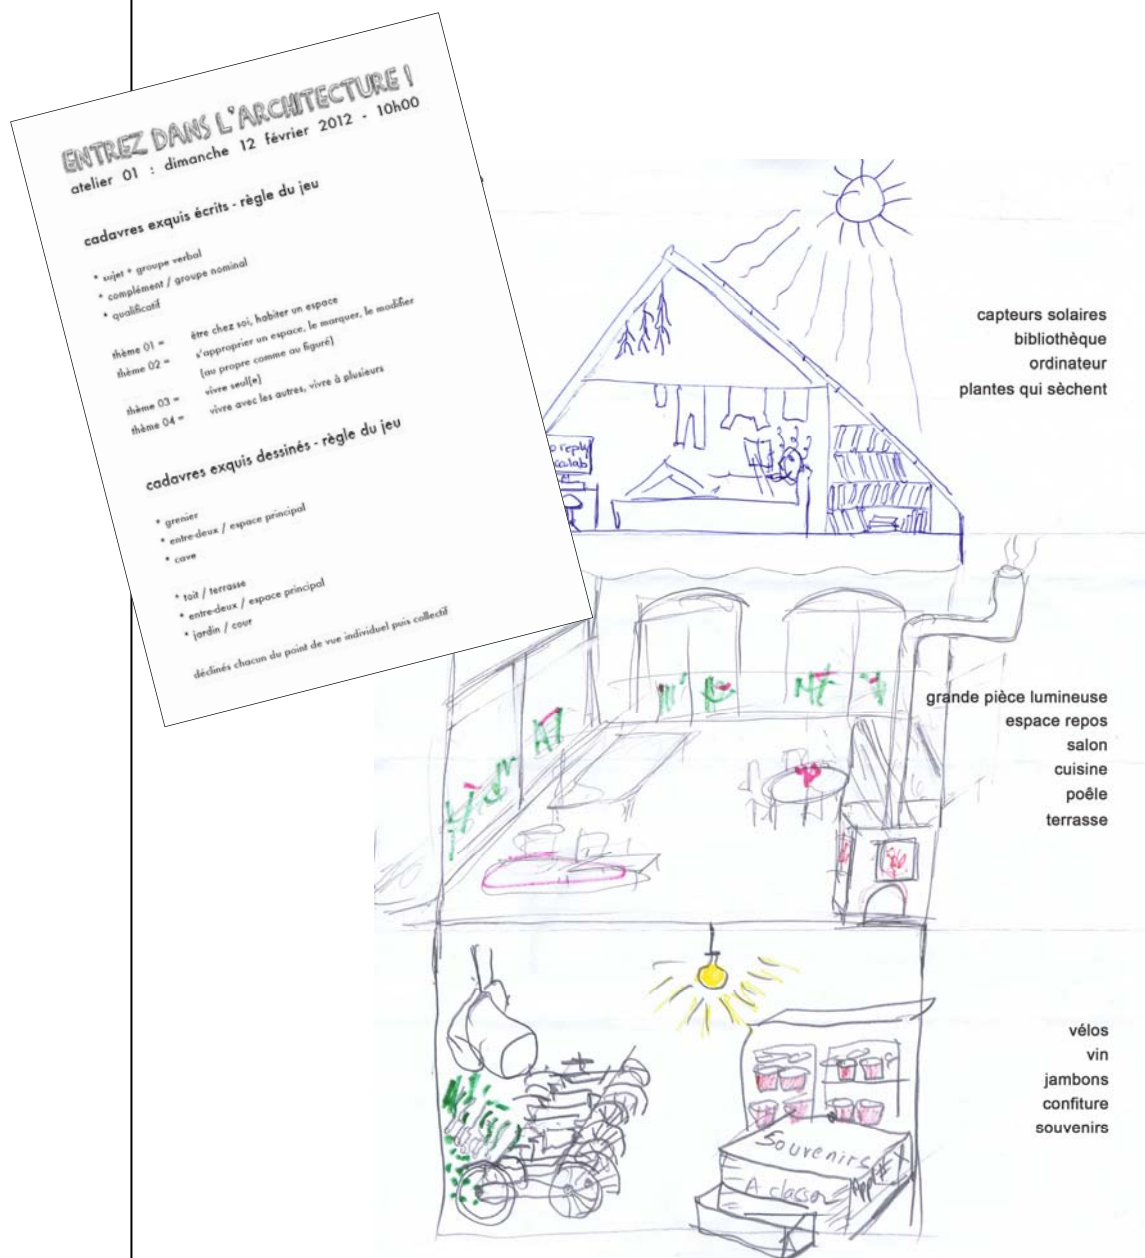 ENTREZ DANS L'ARCHITECTURE !
atelier 01 : dimanche 12 février 2012 - 10h00
cadavres exquis écrits - règle du jeu
* sujet + groupe verbal
* complément / groupe nominal
* qualificatif
thème 01 = être chez soi, habiter un espace
thème 02 = s'approprier un espace, le marquer, le modifier
(au propre comme au figuré)
thème 03 = vivre seul(e)
thème 04 = vivre avec les autres, vivre à plusieurs
cadavres exquis dessinés - règle du jeu
* grenier
* entre-deux / espace principal
* cave
* toit / terrasse
* entre-deux / espace principal
* jardin / cour
déclinés chacun du point de vue individuel puis collectif
capteurs solaires
bibliothèque
ordinateur
plantes qui sèchent
reply
grande pièce lumineuse
espace repos
salon
cuisine
poêle
terrasse
vélos
vin
jambons
confiture
souvenirs
Souvenirs
A classer